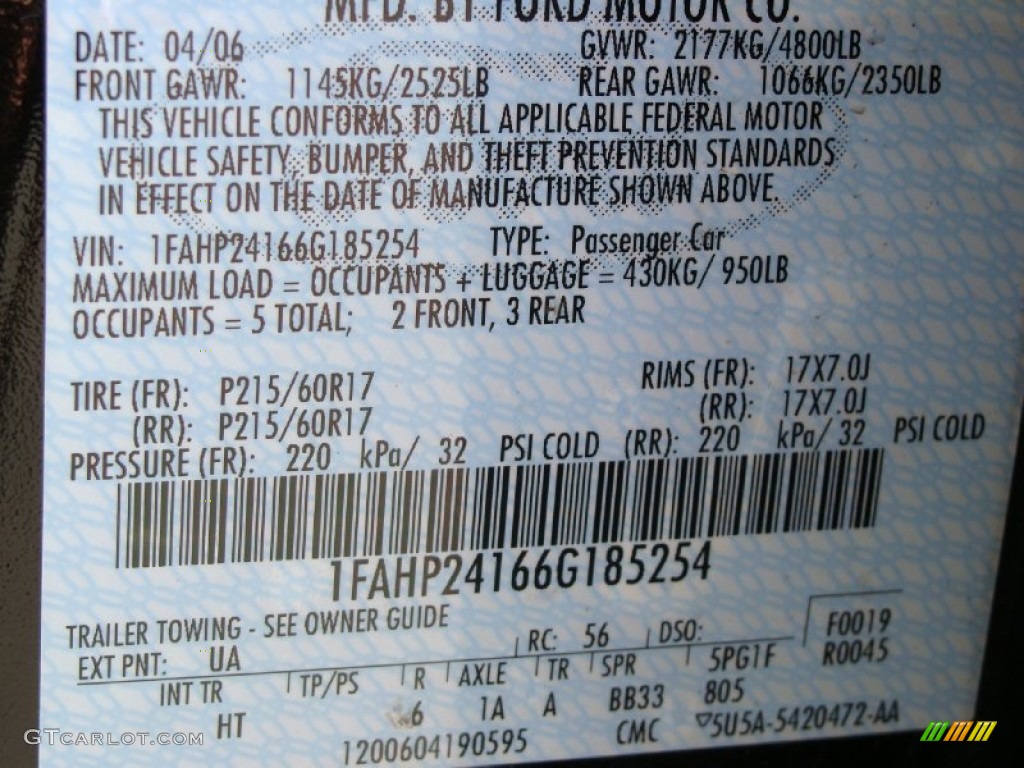 MFD. BY FORD MOTOR CO.
DATE: 04/06 GVWR: 2177KG/4800LB
FRONT GAWR: 1145KG/2525LB REAR GAWR: 1066KG/2350LB
THIS VEHICLE CONFORMS TO ALL APPLICABLE FEDERAL MOTOR
VEHICLE SAFETY, BUMPER, AND THEFT PREVENTION STANDARDS
IN EFFECT ON THE DATE OF MANUFACTURE SHOWN ABOVE.
VIN: 1FAHP24166G185254 TYPE: Passenger Car
MAXIMUM LOAD = OCCUPANTS + LUGGAGE = 430KG/ 950LB
OCCUPANTS = 5 TOTAL; 2 FRONT, 3 REAR
TIRE (FR): P215/60R17 RIMS (FR): 17X7.0J
(RR): P215/60R17 (RR): 17X7.0J
PRESSURE (FR): 220 kPa/ 32 PSI COLD (RR): 220 kPa/ 32 PSI COLD
1FAHP24166G185254
TRAILER TOWING - SEE OWNER GUIDE
EXT PNT: UA RC: 56 DSO: F0019
R0045
INT TR TP/PS R AXLE TR SPR 5PG1F
HT 6 1A A BB33 805
1200604190595 CMC ▽5U5A-5420472-AA
GTCARLOT.COM